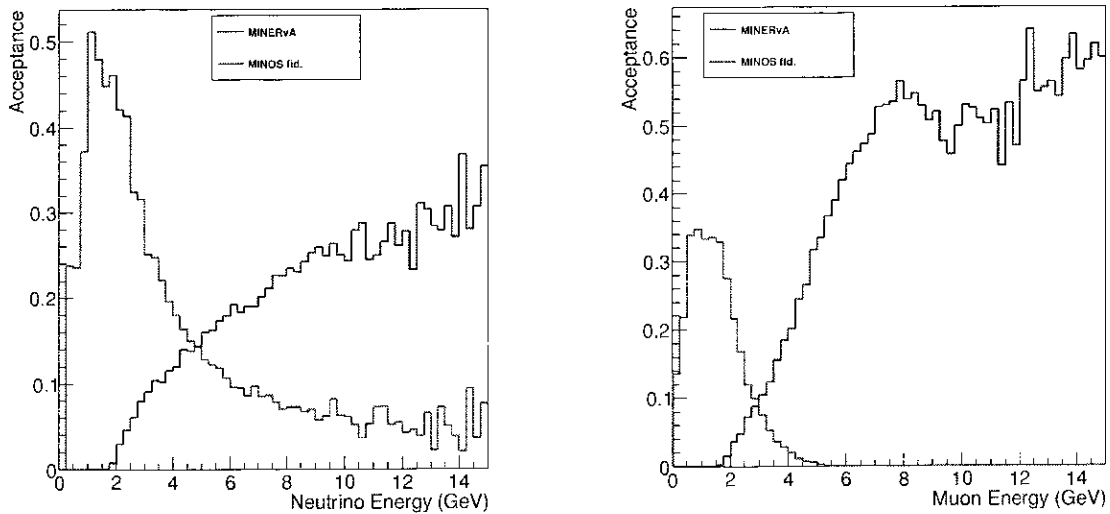 Acceptance
0.5
0.4
0.3
0.2
0.1
0
MINERvA
MINOS fid.
0 2 4 6 8 10 12 14
Neutrino Energy (GeV)
Acceptance
0.6
0.5
0.4
0.3
0.2
0.1
0
MINERvA
MINOS fid.
0 2 4 6 8 10 12 14
Muon Energy (GeV)